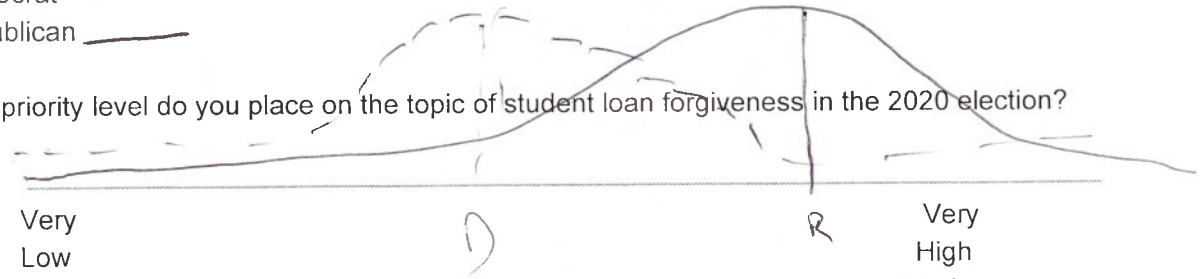 ublican
priority level do you place on the topic of student loan forgiveness in the 2020 election?
Very Low
D
R
Very High